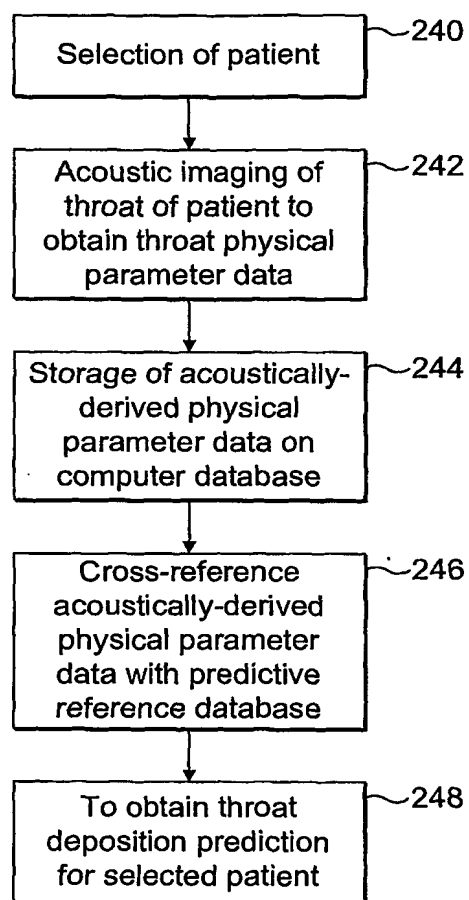 Selection of patient
240
Acoustic imaging of
throat of patient to
obtain throat physical
parameter data
242
Storage of acoustically-
derived physical
parameter data on
computer database
244
Cross-reference
acoustically-derived
physical parameter
data with predictive
reference database
246
To obtain throat
deposition prediction
for selected patient
248